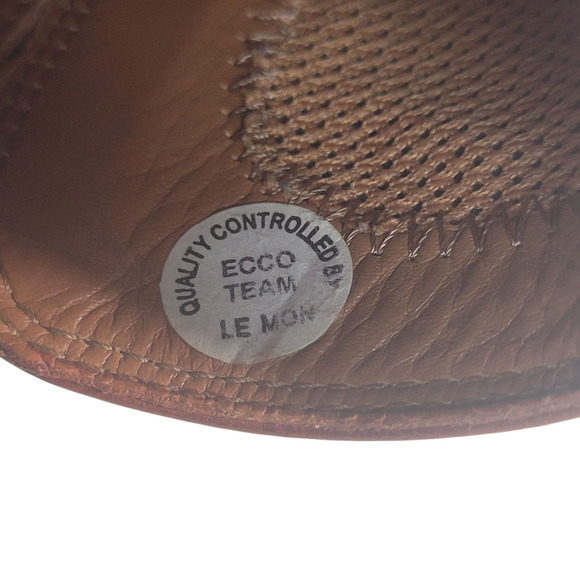 QUALITY CONTROLLED BY
ECCO
TEAM
LE MON